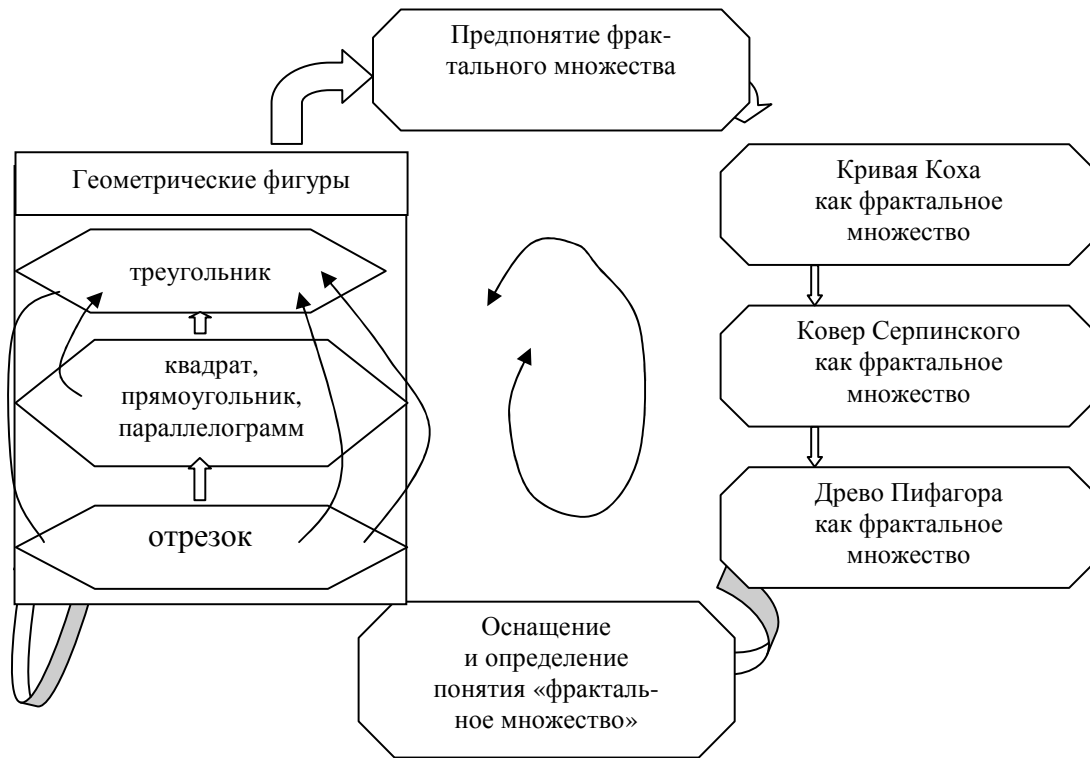 Предпонятие фрак-
тального множества
Геометрические фигуры
треугольник
квадрат,
прямоугольник,
параллелограмм
отрезок
Кривая Коха
как фрактальное
множество
Ковер Серпинского
как фрактальное
множество
Древо Пифагора
как фрактальное
множество
Оснащение
и определение
понятия «фракталь-
ное множество»